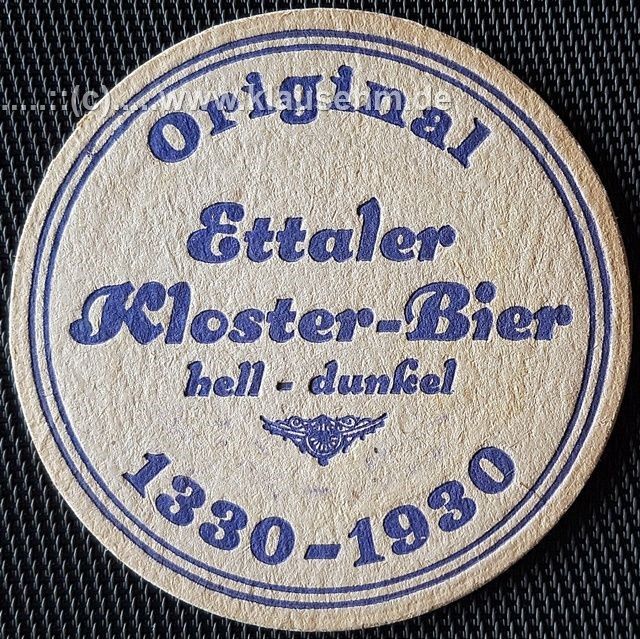 ...::(c)...::www.klausehm.de
Original
Ettaler
Kloster-Bier
hell - dunkel
1330-1930